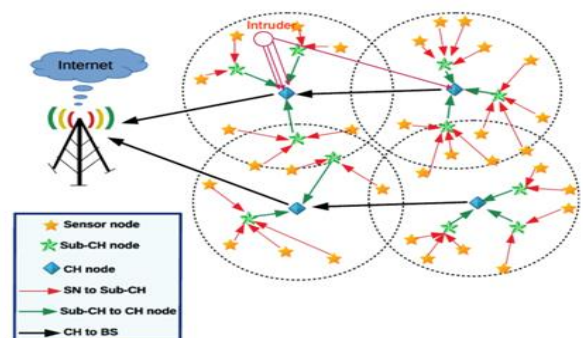 Intruder
Internet
Sensor node
Sub-CH node
CH node
SN to Sub-CH
Sub-CH to CH node
CH to BS